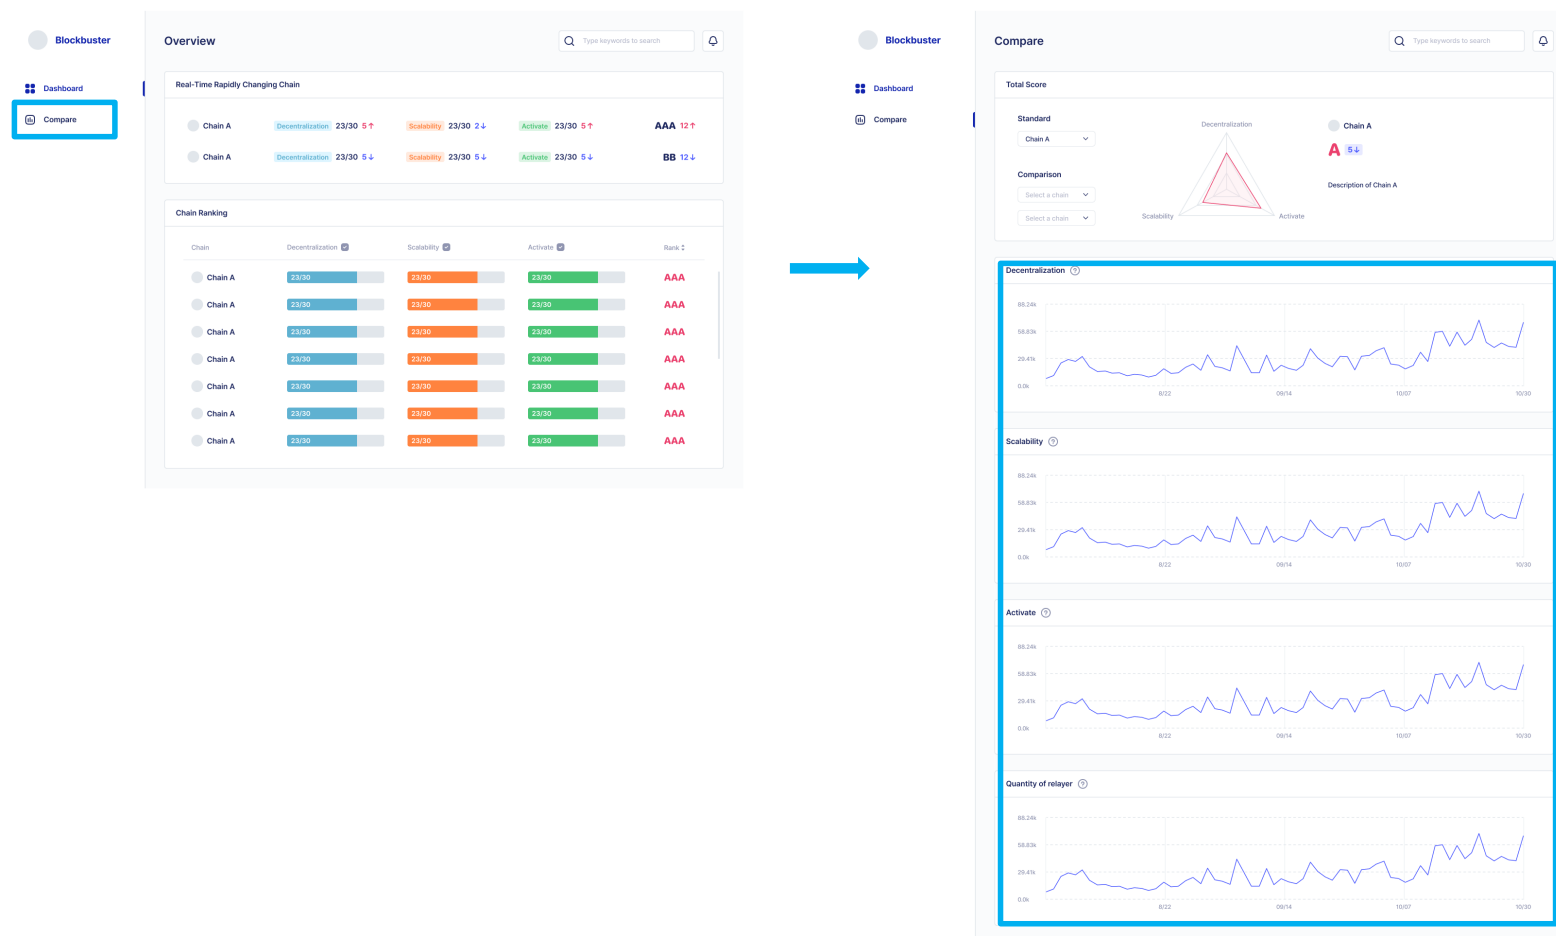 Blockbuster
Dashboard
Compare
Overview
Type keywords to search
Real-Time Rapidly Changing Chain
Chain A Decentralization 23/30 5↑ Scalability 23/30 2↓ Activate 23/30 5↑ AAA 12↑
Chain A Decentralization 23/30 5↓ Scalability 23/30 5↓ Activate 23/30 5↓ BB 12↓
Chain Ranking
Chain Decentralization Scalability Activate Rank
Chain A 23/30 23/30 23/30 AAA
Chain A 23/30 23/30 23/30 AAA
Chain A 23/30 23/30 23/30 AAA
Chain A 23/30 23/30 23/30 AAA
Chain A 23/30 23/30 23/30 AAA
Chain A 23/30 23/30 23/30 AAA
Chain A 23/30 23/30 23/30 AAA
Blockbuster
Dashboard
Compare
Compare
Type keywords to search
Total Score
Standard
Chain A
Comparison
Select a chain
Select a chain
Decentralization
Scalability
Activate
Chain A
A 5↓
Description of Chain A
Decentralization ?
88.24k
58.83k
29.41k
0.0k
8/22 09/14 10/07 10/30
Scalability ?
88.24k
58.83k
29.41k
0.0k
8/22 09/14 10/07 10/30
Activate ?
88.24k
58.83k
29.41k
0.0k
8/22 09/14 10/07 10/30
Quantity of relayer ?
88.24k
58.83k
29.41k
0.0k
8/22 09/14 10/07 10/30